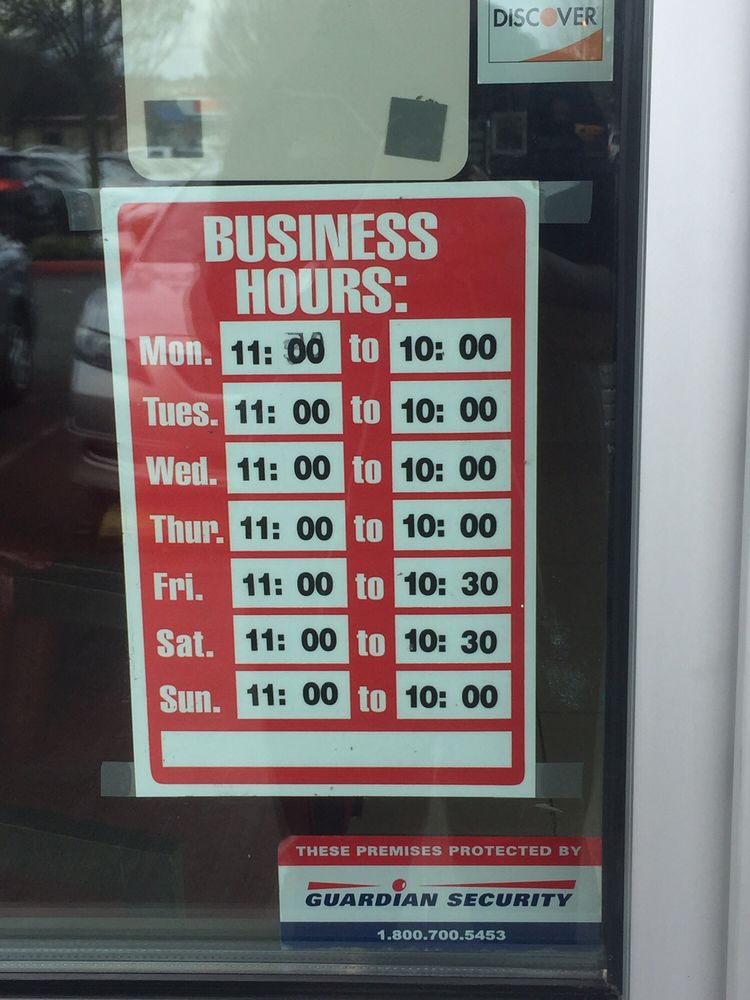 DISCOVER
BUSINESS
HOURS:
Mon. 11: 00 to 10: 00
Tues. 11: 00 to 10: 00
Wed. 11: 00 to 10: 00
Thur. 11: 00 to 10: 00
Fri. 11: 00 to 10: 30
Sat. 11: 00 to 10: 30
Sun. 11: 00 to 10: 00
THESE PREMISES PROTECTED BY
GUARDIAN SECURITY
1.800.700.5453